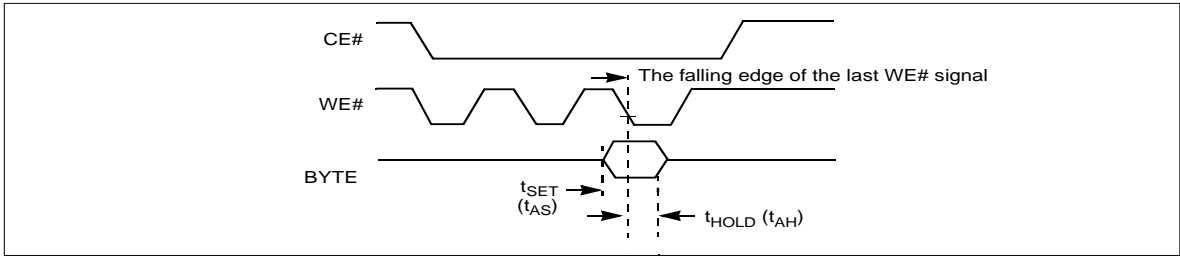 CE#
The falling edge of the last WE# signal
WE#
BYTE
tSET
(tAS)
tHOLD (tAH)